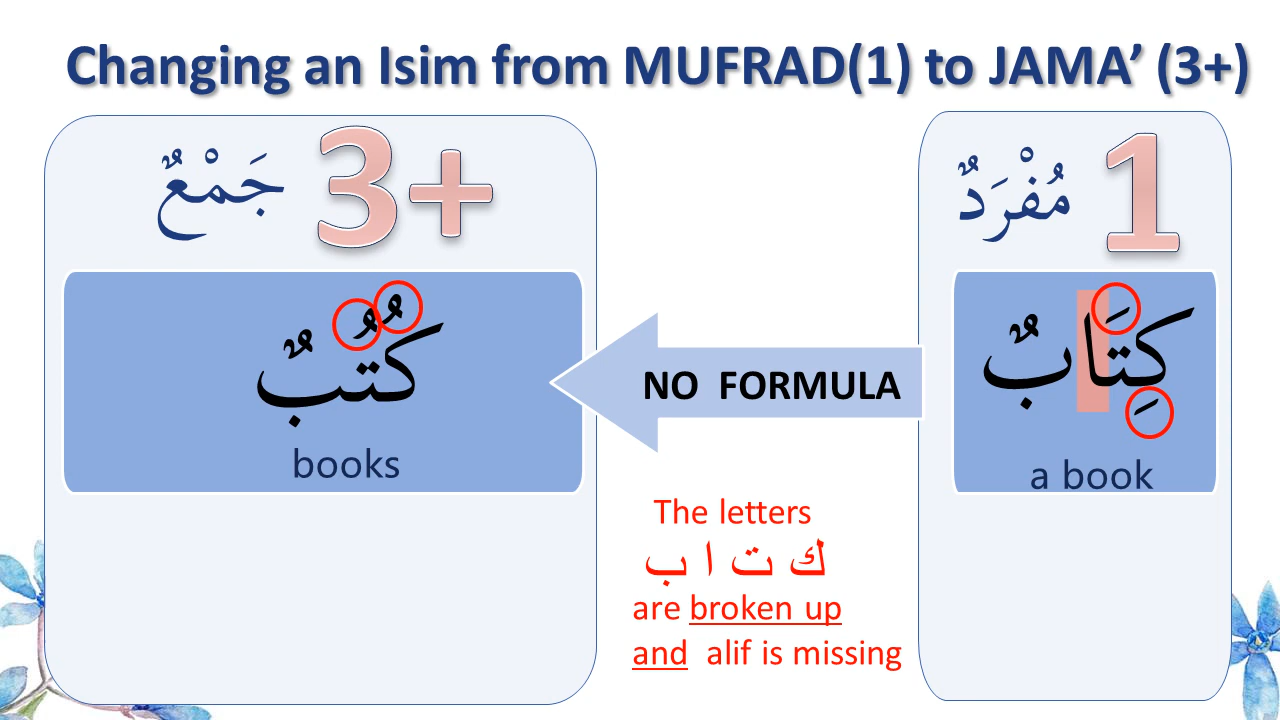 Changing an Isim from MUFRAD(1) to JAMA’ (3+)
جَمْعٌ 3+
مُفْرَدٌ 1
كُتُبٌ
books
NO FORMULA
كِتَابٌ
a book
The letters
ك ت ا ب
are broken up
and alif is missing